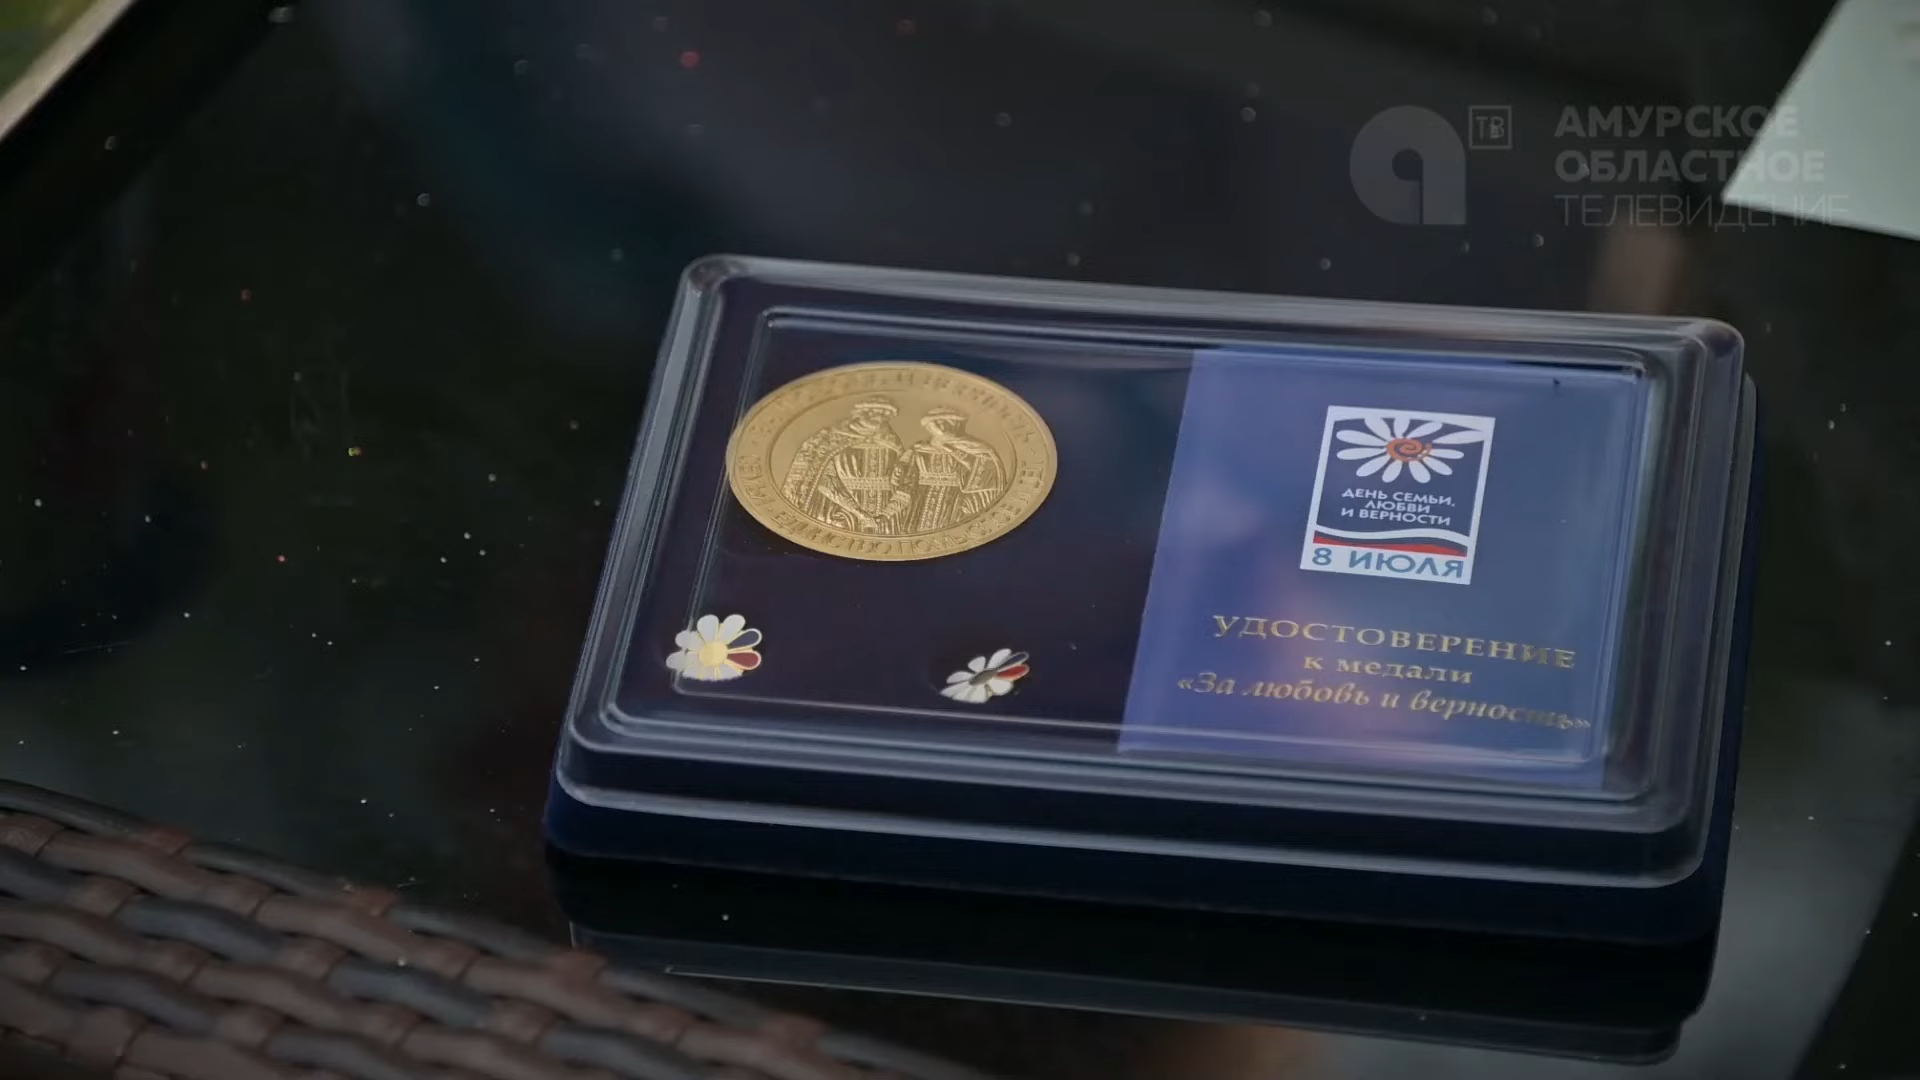 ТВ
АМУРСКОЕ
ОБЛАСТНОЕ
ТЕЛЕВИДЕНИЕ
ДЕНЬ СЕМЬИ,
ЛЮБВИ
И ВЕРНОСТИ
8 ИЮЛЯ
УДОСТОВЕРЕНИЕ
к медали
«За любовь и верность»